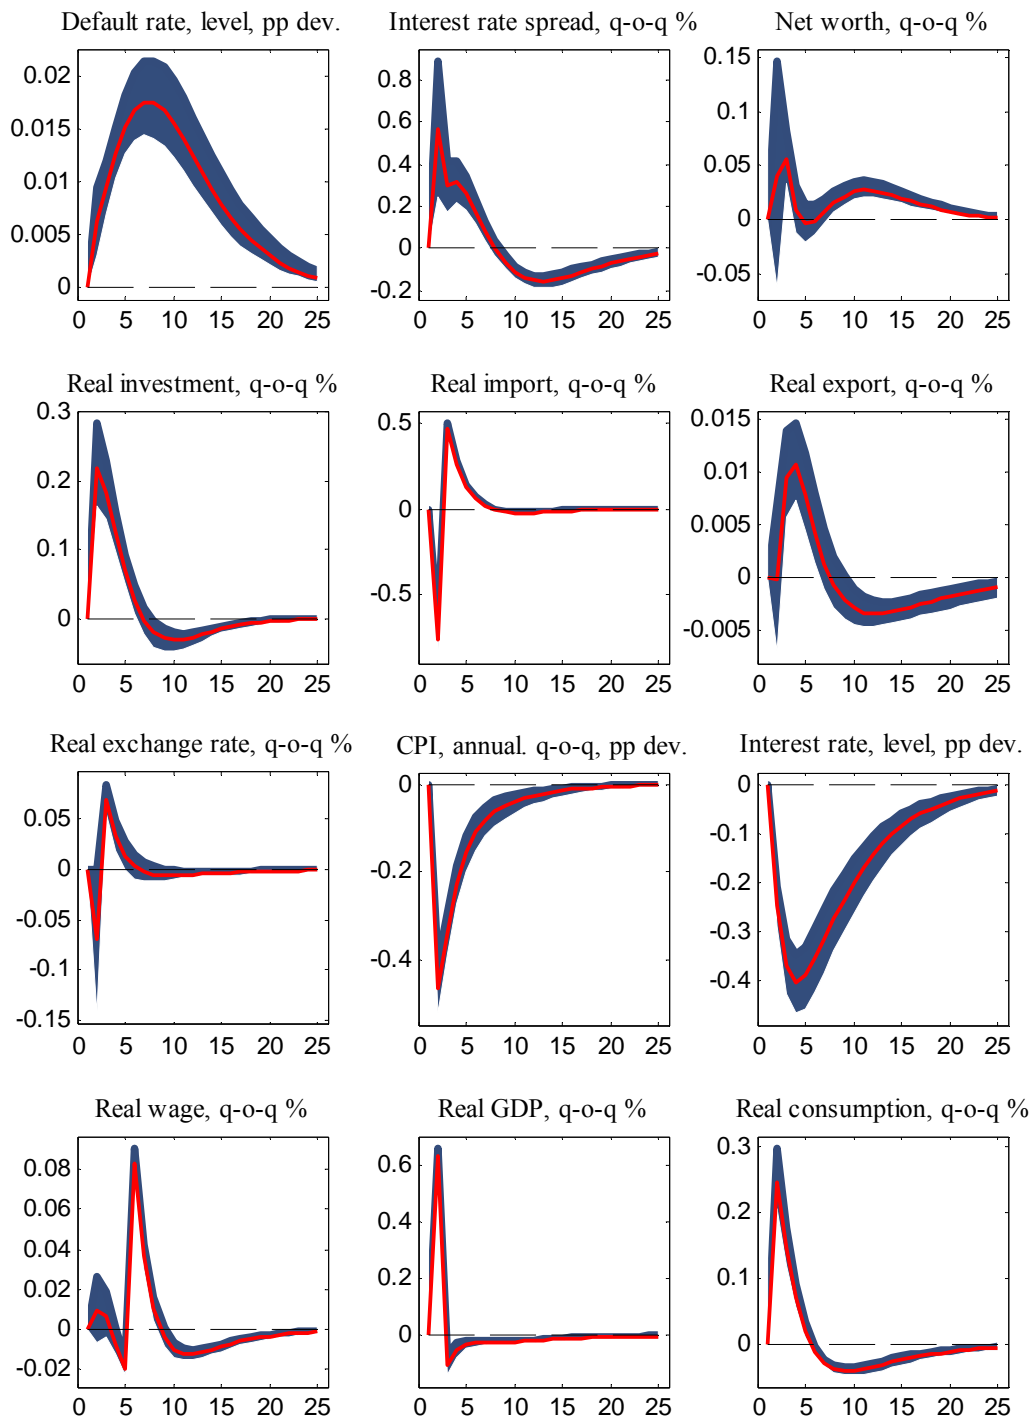 Default rate, level, pp dev.
Interest rate spread, q-o-q %
Net worth, q-o-q %
0.02
0.015
0.01
0.005
0
0 5 10 15 20 25
0.8
0.6
0.4
0.2
0
-0.2
0 5 10 15 20 25
0.15
0.1
0.05
0
-0.05
0 5 10 15 20 25
Real investment, q-o-q %
Real import, q-o-q %
Real export, q-o-q %
0.3
0.2
0.1
0
0 5 10 15 20 25
0.5
0
-0.5
0 5 10 15 20 25
0.015
0.01
0.005
0
-0.005
0 5 10 15 20 25
Real exchange rate, q-o-q %
CPI, annual. q-o-q, pp dev.
Interest rate, level, pp dev.
0.05
0
-0.05
-0.1
-0.15
0 5 10 15 20 25
0
-0.2
-0.4
0 5 10 15 20 25
0
-0.1
-0.2
-0.3
-0.4
0 5 10 15 20 25
Real wage, q-o-q %
Real GDP, q-o-q %
Real consumption, q-o-q %
0.08
0.06
0.04
0.02
0
-0.02
0 5 10 15 20 25
0.6
0.4
0.2
0
0 5 10 15 20 25
0.3
0.2
0.1
0
0 5 10 15 20 25